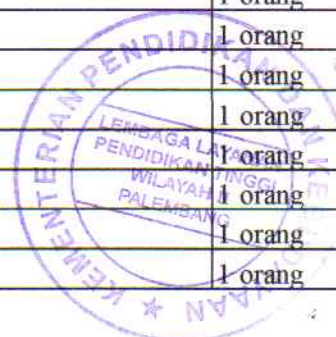 1 orang
1 orang
1 orang
1 orang
1 orang
1 orang
1 orang
1 orang
KEMENTERIAN PENDIDIKAN DAN KEBUDAYAAN
LEMBAGA LAYANAN
PENDIDIKAN TINGGI
WILAYAH II
PALEMBANG